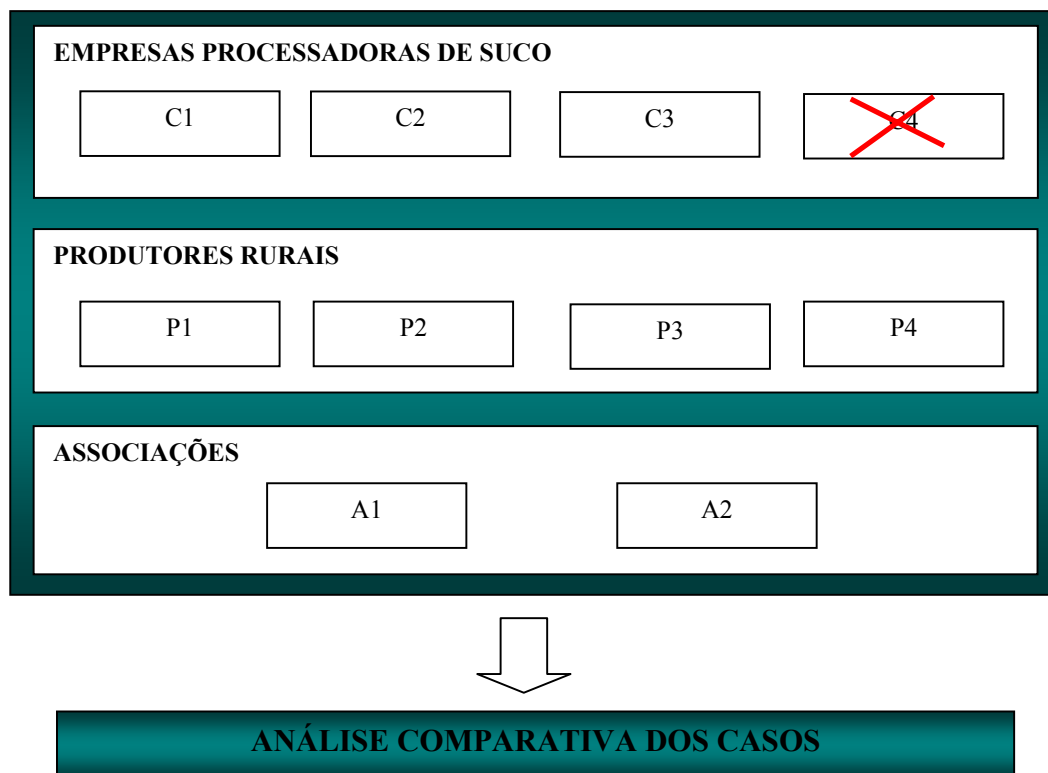 EMPRESAS PROCESSADORAS DE SUCO
C1 C2 C3 C4
PRODUTORES RURAIS
P1 P2 P3 P4
ASSOCIAÇÕES
A1 A2
ANÁLISE COMPARATIVA DOS CASOS